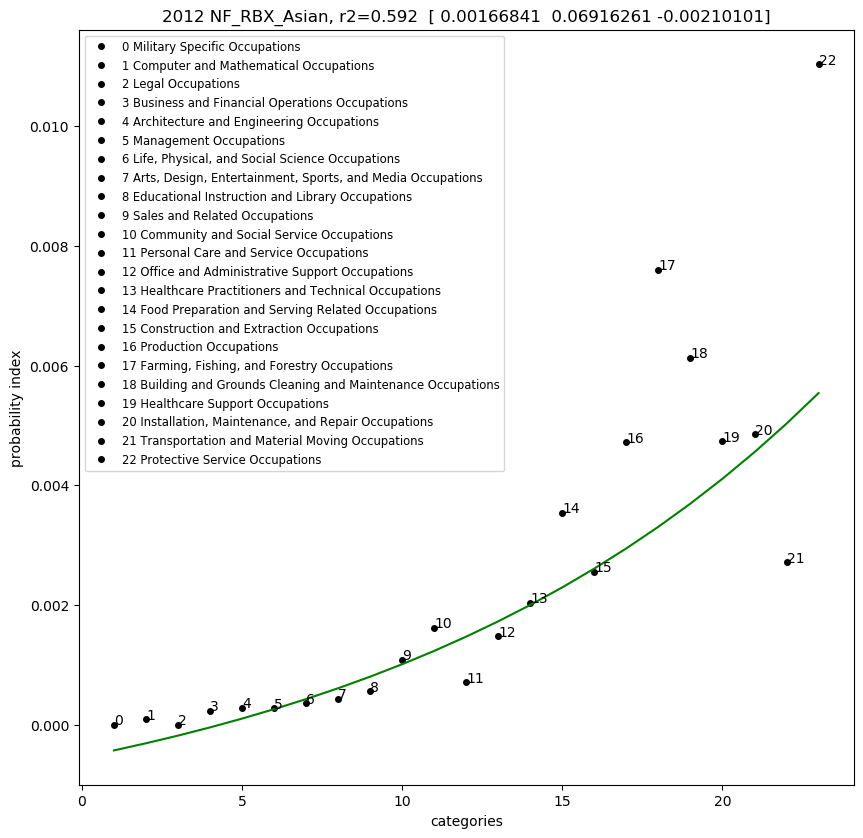 2012 NF_RBX_Asian, r2=0.592  [ 0.00166841  0.06916261 -0.00210101]
0 Military Specific Occupations
1 Computer and Mathematical Occupations
2 Legal Occupations
3 Business and Financial Operations Occupations
4 Architecture and Engineering Occupations
5 Management Occupations
6 Life, Physical, and Social Science Occupations
7 Arts, Design, Entertainment, Sports, and Media Occupations
8 Educational Instruction and Library Occupations
9 Sales and Related Occupations
10 Community and Social Service Occupations
11 Personal Care and Service Occupations
12 Office and Administrative Support Occupations
13 Healthcare Practitioners and Technical Occupations
14 Food Preparation and Serving Related Occupations
15 Construction and Extraction Occupations
16 Production Occupations
17 Farming, Fishing, and Forestry Occupations
18 Building and Grounds Cleaning and Maintenance Occupations
19 Healthcare Support Occupations
20 Installation, Maintenance, and Repair Occupations
21 Transportation and Material Moving Occupations
22 Protective Service Occupations
probability index
0.010
0.008
0.006
0.004
0.002
0.000
0
1
2
3
4
5
6
7
8
9
10
11
12
13
14
15
16
17
18
19
20
21
22
0
5
10
15
20
categories